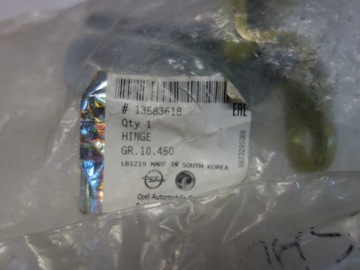 # 13583618
Qty 1
HINGE
GR.10.450
LB1219 MADE IN SOUTH KOREA
Opel Automobile
EAC